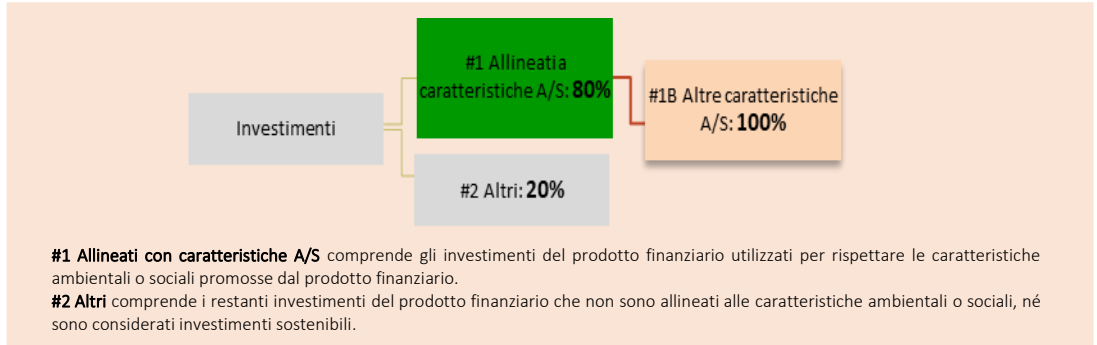 #1 Allineatia
caratteristiche A/S: 80%
#1B Altre caratteristiche
A/S: 100%
Investimenti
#2 Altri: 20%
#1 Allineati con caratteristiche A/S comprende gli investimenti del prodotto finanziario utilizzati per rispettare le caratteristiche
ambientali o sociali promosse dal prodotto finanziario.
#2 Altri comprende i restanti investimenti del prodotto finanziario che non sono allineati alle caratteristiche ambientali o sociali, né
sono considerati investimenti sostenibili.